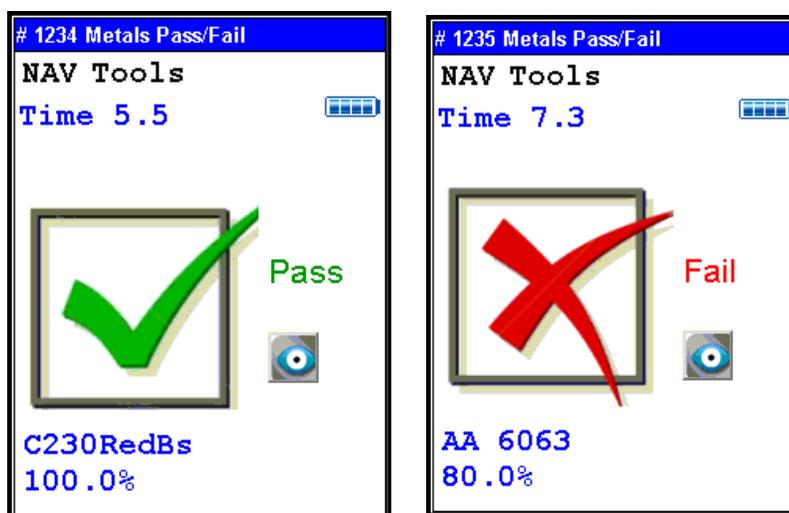 # 1234 Metals Pass/Fail
NAV Tools
Time 5.5
Pass
C230RedBs
100.0%
# 1235 Metals Pass/Fail
NAV Tools
Time 7.3
Fail
AA 6063
80.0%